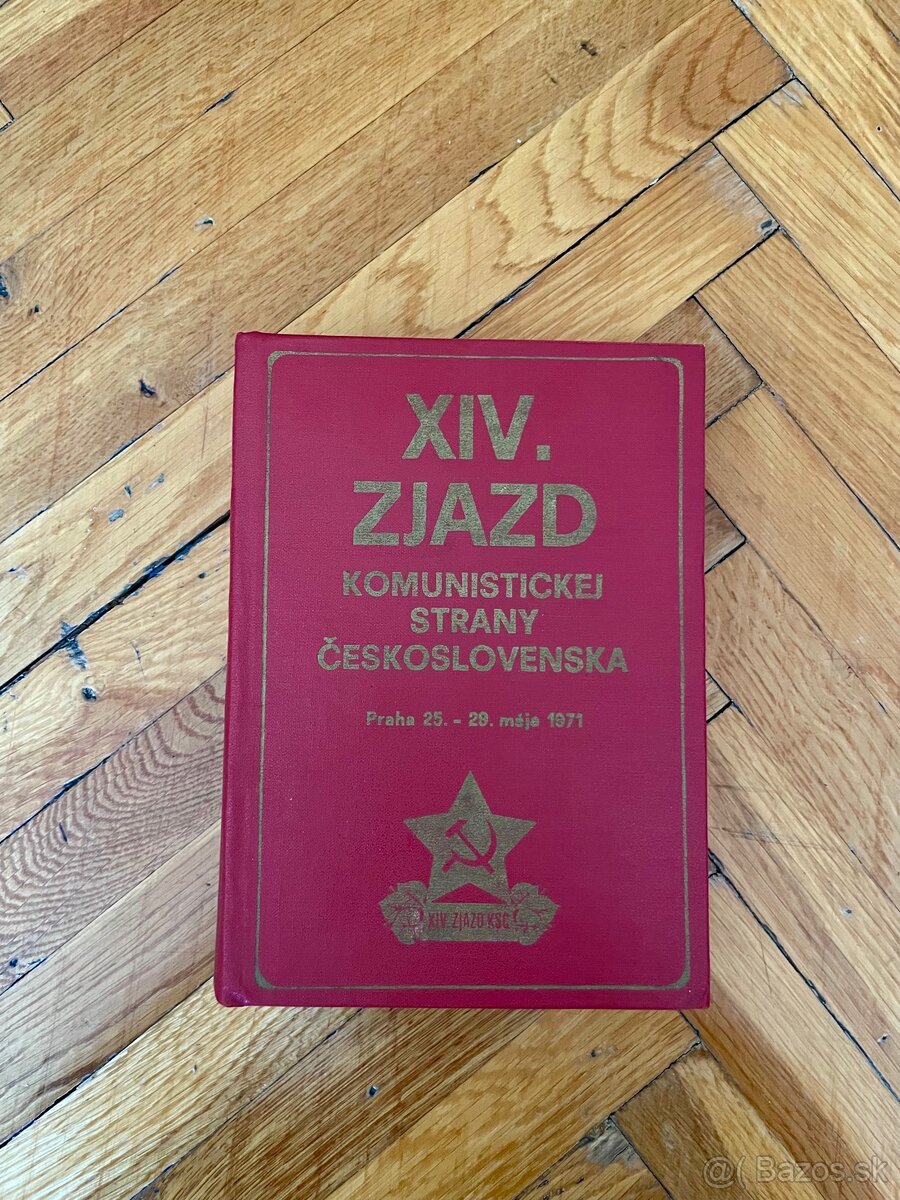 XIV.
ZJAZD
KOMUNISTICKEJ
STRANY
ČESKOSLOVENSKA
Praha 25. - 29. mája 1971
XIV. ZJAZD KSČ
@( Bazos.sk